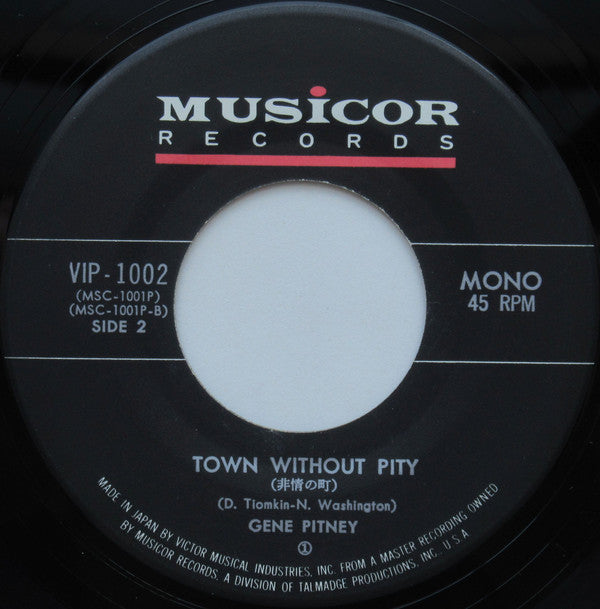 MUSiCOR
RECORDS
VIP-1002
(MSC-1001P)
(MSC-1001P-B)
SIDE 2
MONO
45 RPM
TOWN WITHOUT PITY
(非情の町)
(D. Tiomkin-N. Washington)
GENE PITNEY
①
MADE IN JAPAN BY VICTOR MUSICAL INDUSTRIES, INC. FROM A MASTER RECORDING OWNED
BY MUSICOR RECORDS, A DIVISION OF TALMADGE PRODUCTIONS, INC., U.S.A.